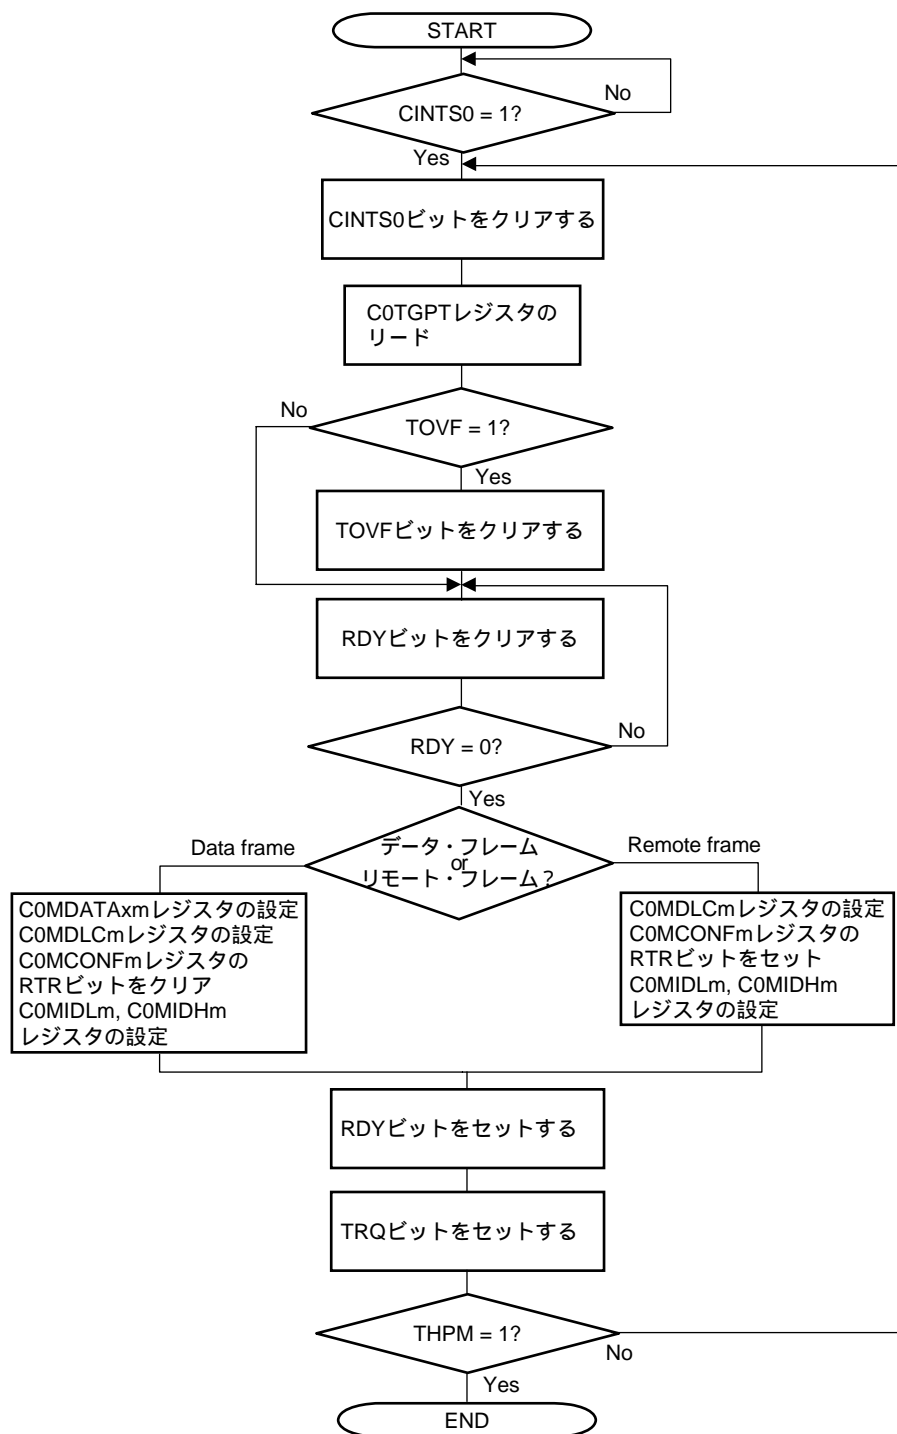 START
CINTS0 = 1?
No
Yes
CINTS0ビットをクリアする
C0TGPTレジスタの
リード
No
TOVF = 1?
Yes
TOVFビットをクリアする
RDYビットをクリアする
RDY = 0?
No
Yes
Data frame
データ・フレーム
or
リモート・フレーム?
Remote frame
C0MDATAxmレジスタの設定
C0MDLCmレジスタの設定
C0MCONFmレジスタの
RTRビットをクリア
C0MIDLm, C0MIDHm
レジスタの設定
C0MDLCmレジスタの設定
C0MCONFmレジスタの
RTRビットをセット
C0MIDLm, C0MIDHm
レジスタの設定
RDYビットをセットする
TRQビットをセットする
THPM = 1?
No
Yes
END